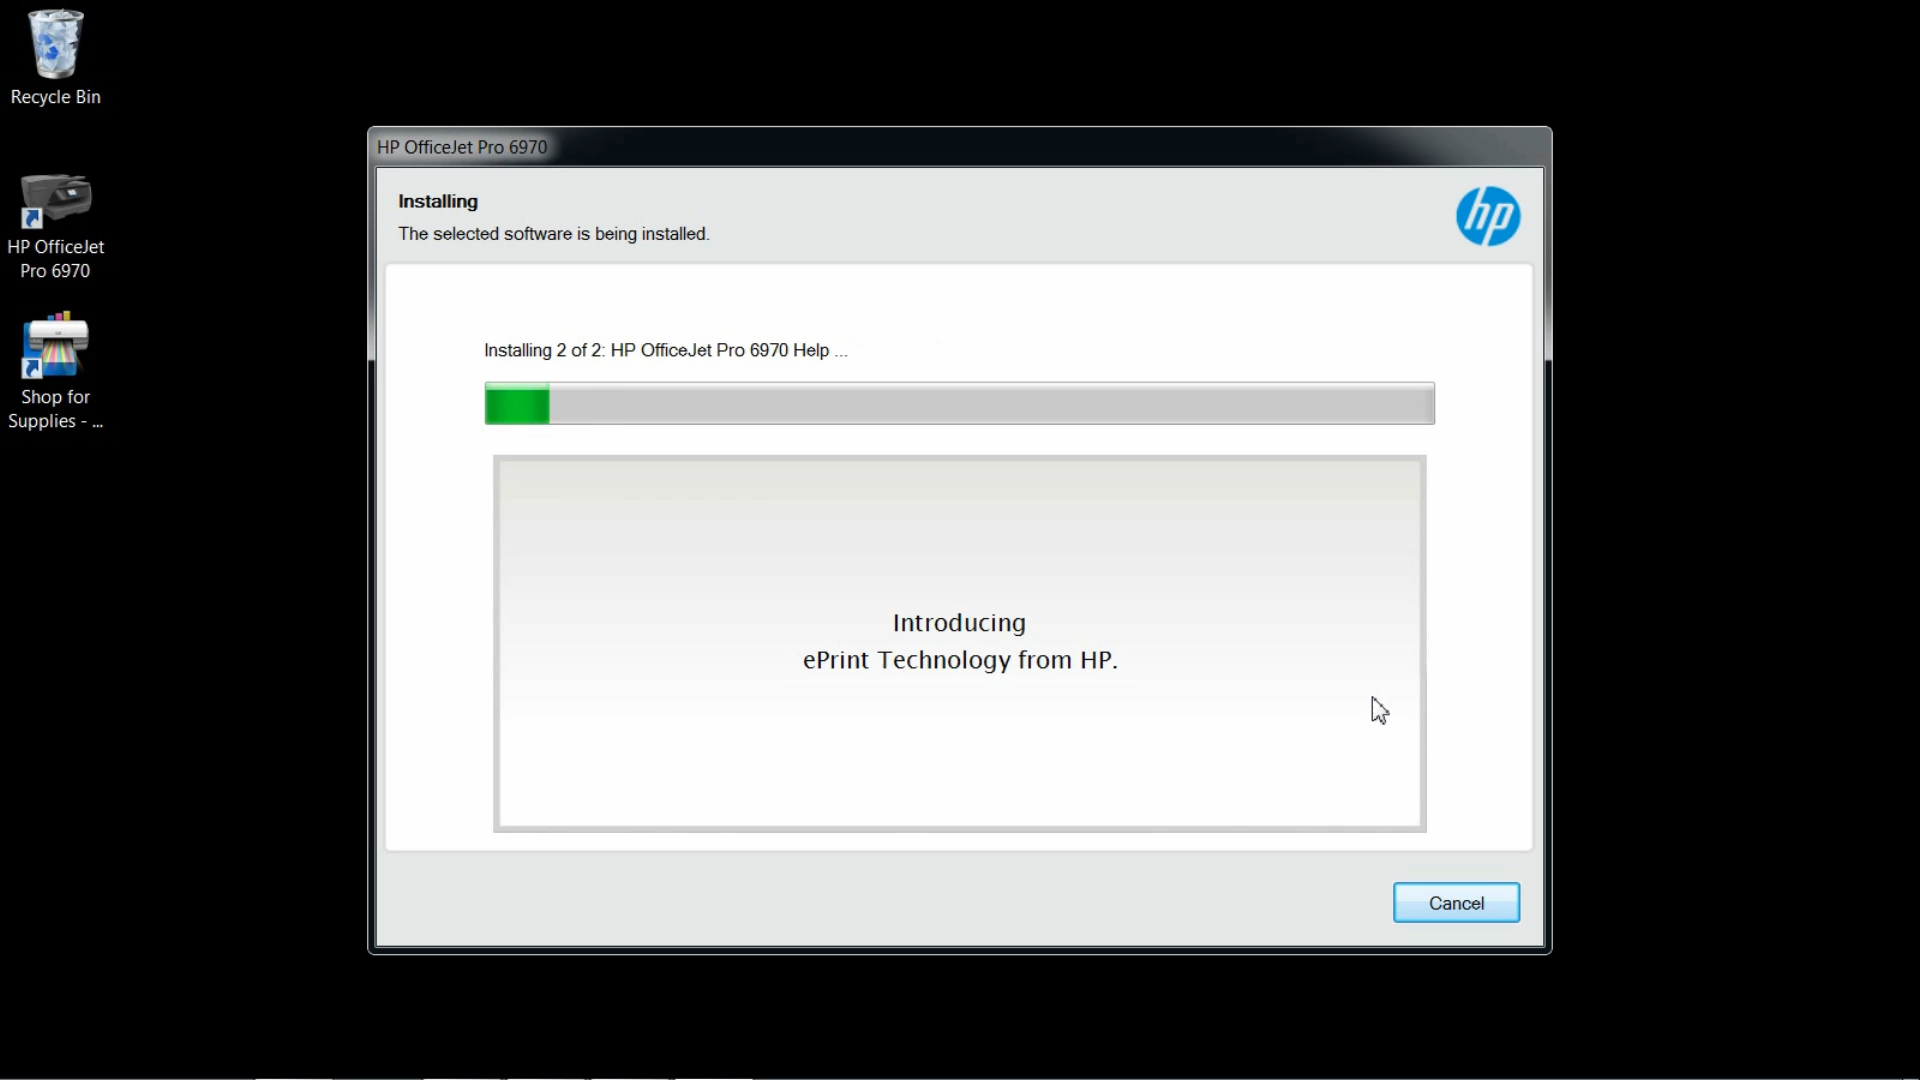 Recycle Bin
HP OfficeJet
Pro 6970
Shop for
Supplies - ...
HP OfficeJet Pro 6970
Installing
The selected software is being installed.
hp
Installing 2 of 2: HP OfficeJet Pro 6970 Help ...
Introducing
ePrint Technology from HP.
Cancel